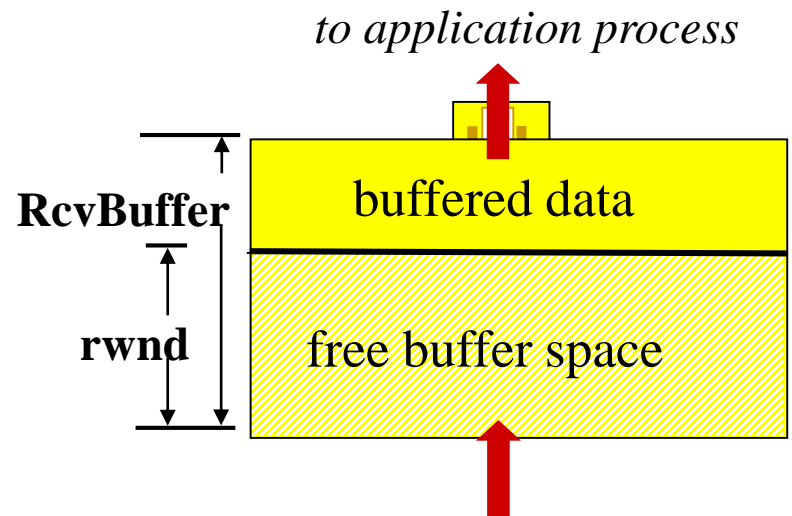 to application process
buffered data
RcvBuffer
rwnd
free buffer space